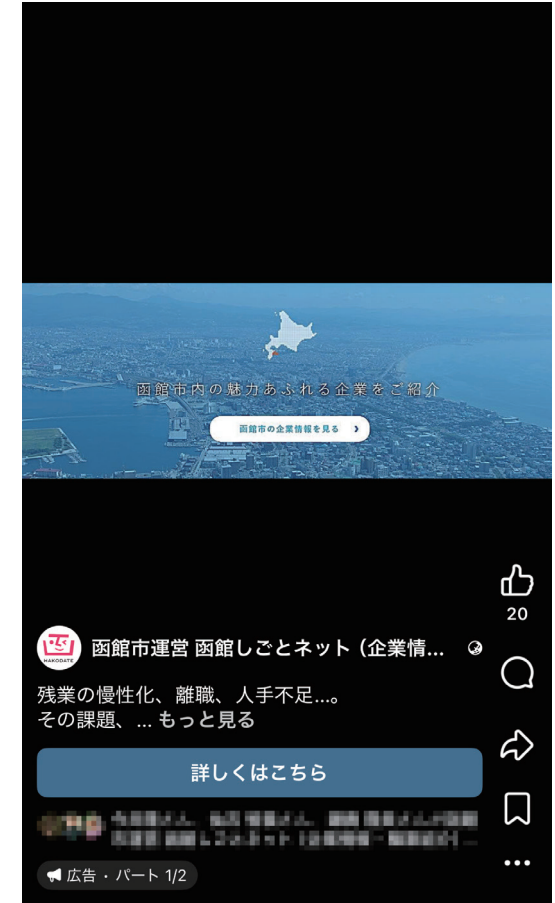 函館市内の魅力あふれる企業をご紹介
函館市の企業情報を見る
20
HAKODATE
函館市運営 函館しごとネット（企業情...
残業の慢性化、離職、人手不足...。
その課題、... もっと見る
詳しくはこちら
広告・パート 1/2